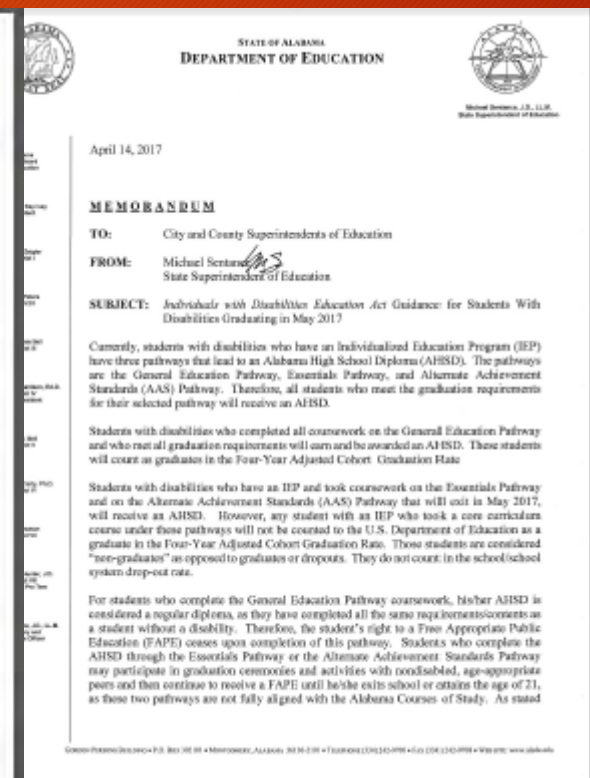 STATE OF ALABAMA
DEPARTMENT OF EDUCATION
Michael Sentance, J.D., LL.M.
State Superintendent of Education
April 14, 2017
MEMORANDUM
TO: City and County Superintendents of Education
FROM: Michael Sentance
State Superintendent of Education
SUBJECT: Individuals with Disabilities Education Act Guidance for Students With
Disabilities Graduating in May 2017
Currently, students with disabilities who have an Individualized Education Program (IEP)
have three pathways that lead to an Alabama High School Diploma (AHSD). The pathways
are the General Education Pathway, Essentials Pathway, and Alternate Achievement
Standards (AAS) Pathway. Therefore, all students who meet the graduation requirements
for their selected pathway will receive an AHSD.
Students with disabilities who completed all coursework on the General Education Pathway
and who met all graduation requirements will earn and be awarded an AHSD. These students
will count as graduates in the Four-Year Adjusted Cohort Graduation Rate
Students with disabilities who have an IEP and took coursework on the Essentials Pathway
and on the Alternate Achievement Standards (AAS) Pathway that will exit in May 2017,
will receive an AHSD. However, any student with an IEP who took a core curriculum
course under these pathways will not be counted to the U.S. Department of Education as a
graduate in the Four-Year Adjusted Cohort Graduation Rate. Those students are considered
"non-graduates" as opposed to graduates or dropouts. They do not count in the school/school
system drop-out rate.
For students who complete the General Education Pathway coursework, his/her AHSD is
considered a regular diploma, as they have completed all the same requirements/contents as
a student without a disability. Therefore, the student's right to a Free Appropriate Public
Education (FAPE) ceases upon completion of this pathway. Students who complete the
AHSD through the Essentials Pathway or the Alternate Achievement Standards Pathway
may participate in graduation ceremonies and activities with nondisabled, age-appropriate
peers and then continue to receive a FAPE until he/she exits school or attains the age of 21,
as these two pathways are not fully aligned with the Alabama Courses of Study. As stated